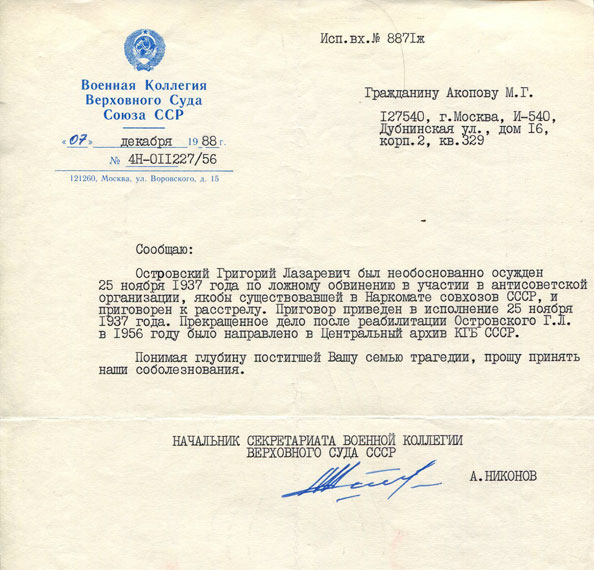 Исп.вх.№ 8871ж
Военная Коллегия
Верховного Суда
Союза ССР
«07» декабря 1988 г.
№ 4Н-011227/56
121260, Москва, ул. Воровского, д. 15
Гражданину Акопову М.Г.
127540, г.Москва, И-540,
Дубнинская ул., дом 16,
корп.2, кв.329
Сообщаю:
Островский Григорий Лазаревич был необоснованно осужден
25 ноября 1937 года по ложному обвинению в участии в антисоветской
организации, якобы существовавшей в Наркомате совхозов СССР, и
приговорен к расстрелу. Приговор приведен в исполнение 25 ноября
1937 года. Прекращенное дело после реабилитации Островского Г.Л.
в 1956 году было направлено в Центральный архив КГБ СССР.
Понимая глубину постигшей Вашу семью трагедии, прошу принять
наши соболезнования.
НАЧАЛЬНИК СЕКРЕТАРИАТА ВОЕННОЙ КОЛЛЕГИИ
ВЕРХОВНОГО СУДА СССР
А.НИКОНОВ